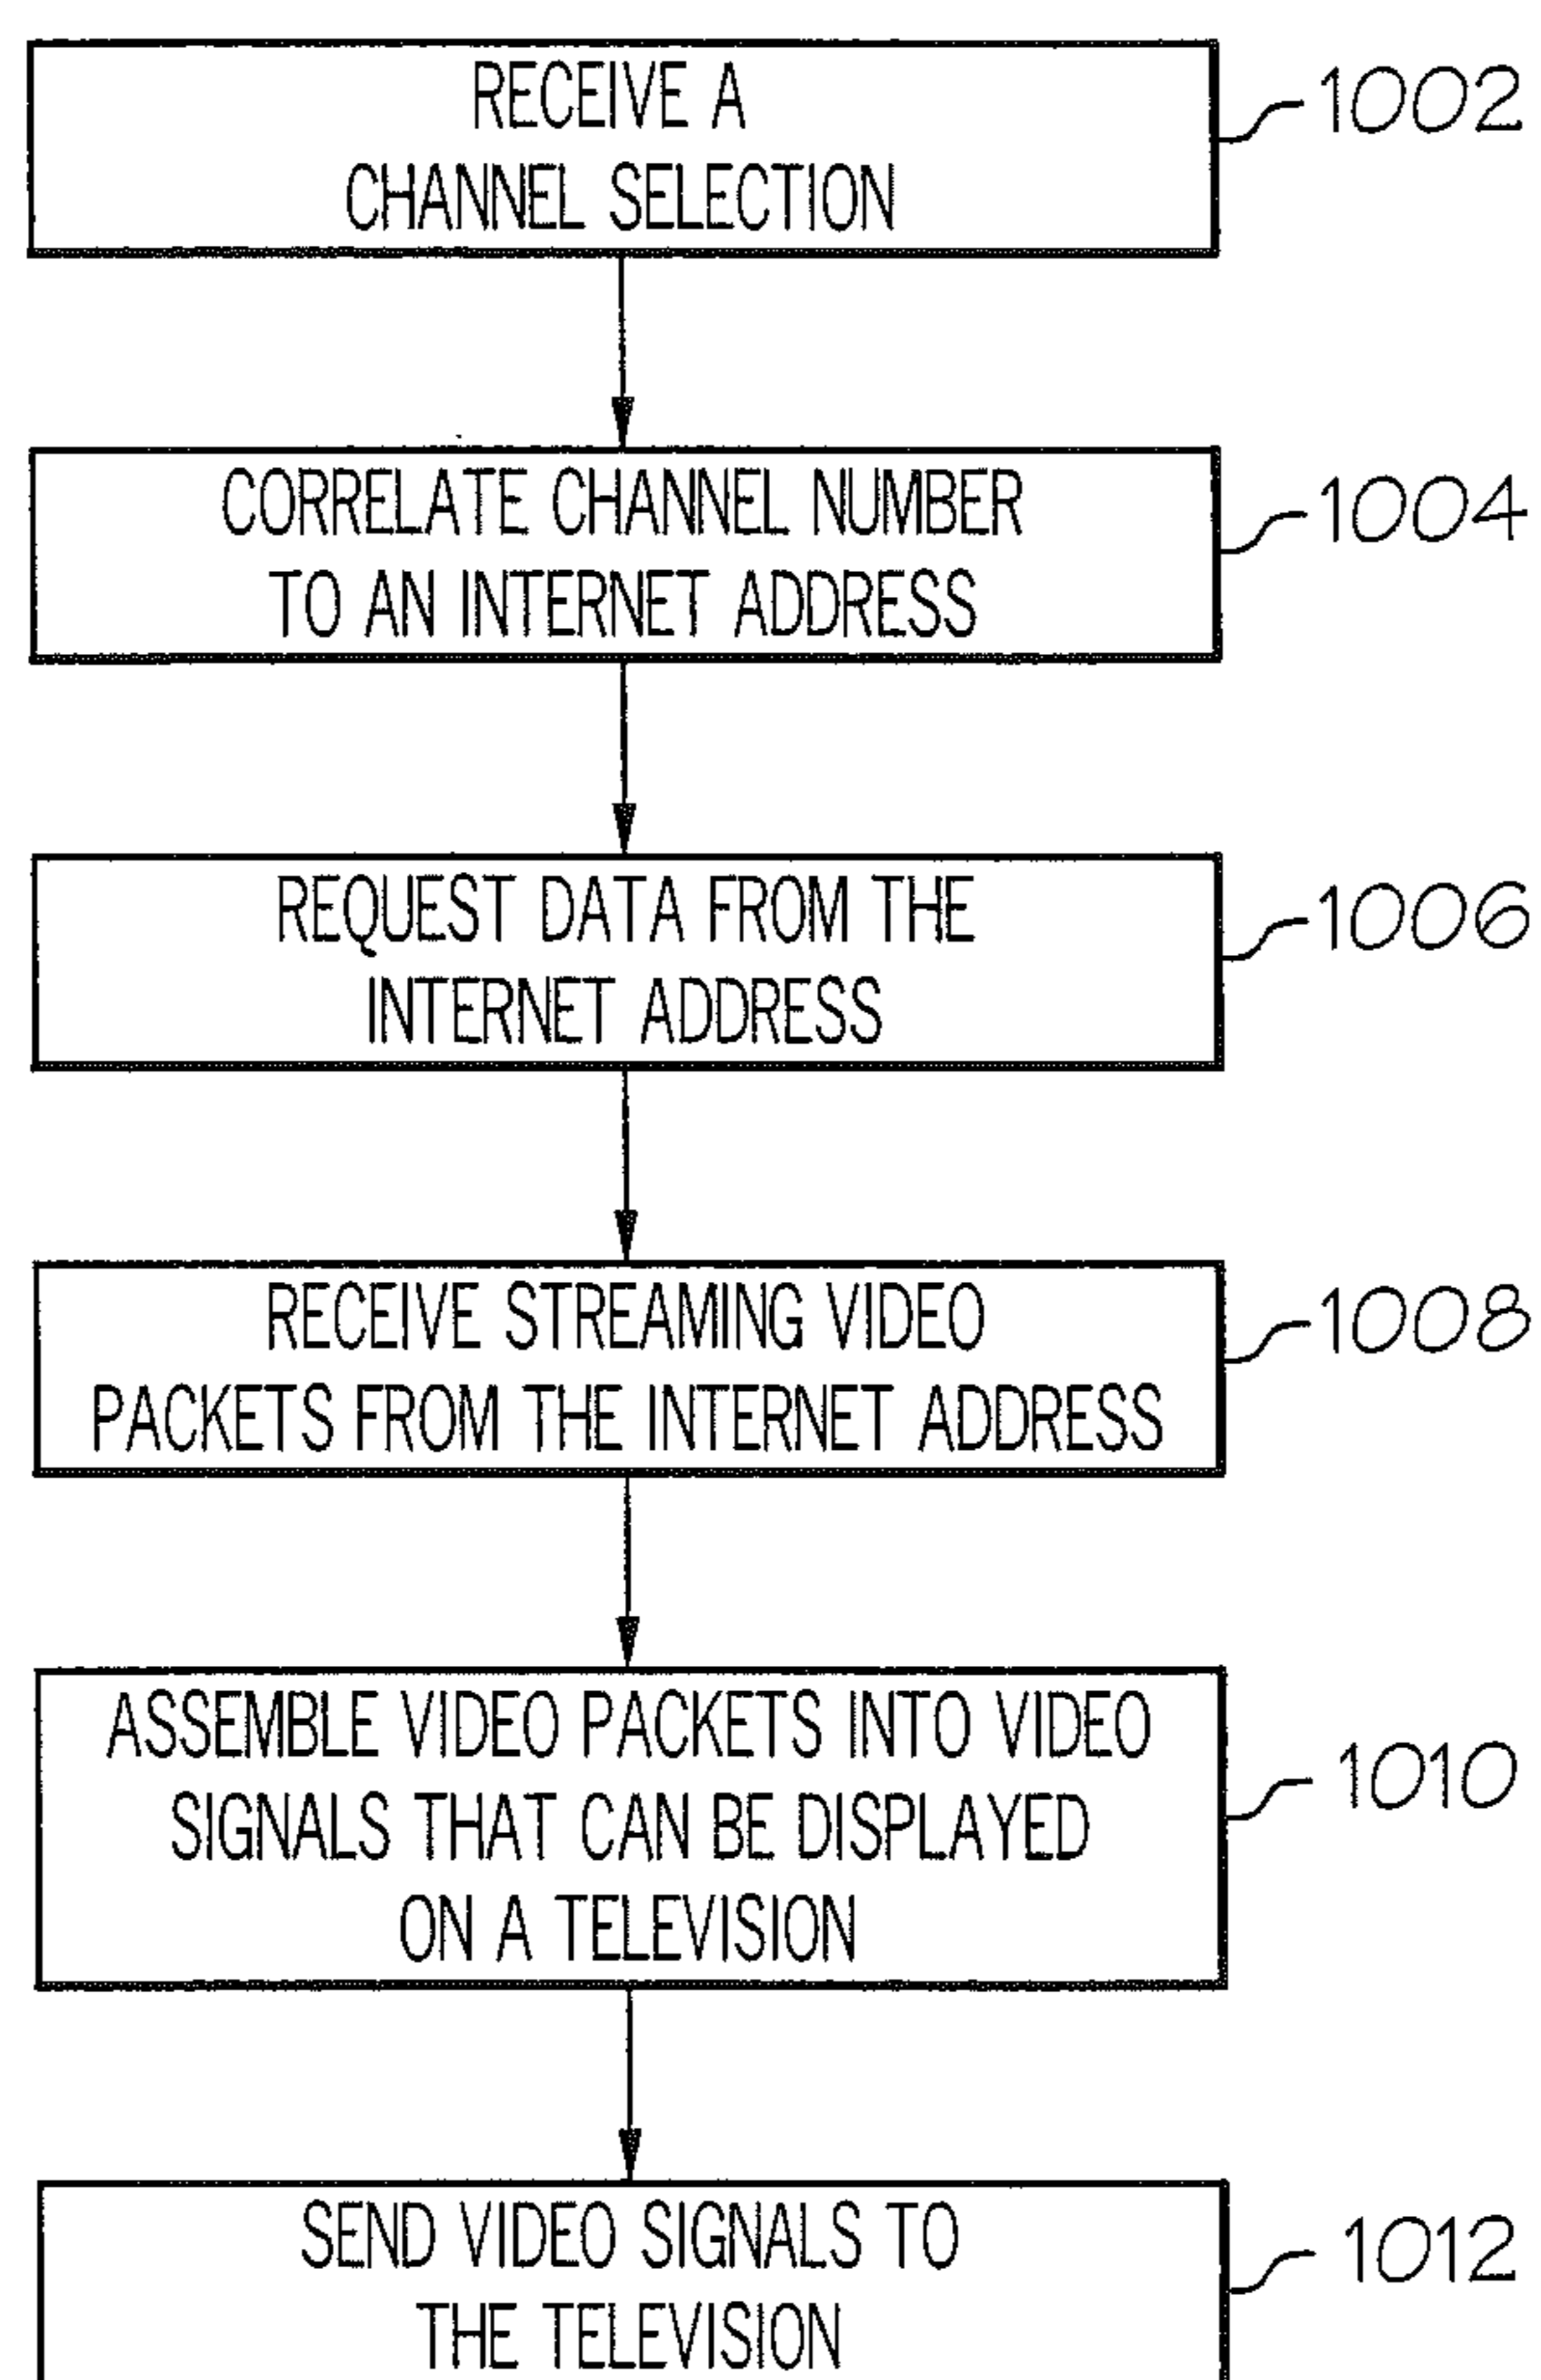 RECEIVE A
CHANNEL SELECTION
1002
CORRELATE CHANNEL NUMBER
TO AN INTERNET ADDRESS
1004
REQUEST DATA FROM THE
INTERNET ADDRESS
1006
RECEIVE STREAMING VIDEO
PACKETS FROM THE INTERNET ADDRESS
1008
ASSEMBLE VIDEO PACKETS INTO VIDEO
SIGNALS THAT CAN BE DISPLAYED
ON A TELEVISION
1010
SEND VIDEO SIGNALS TO
THE TELEVISION
1012